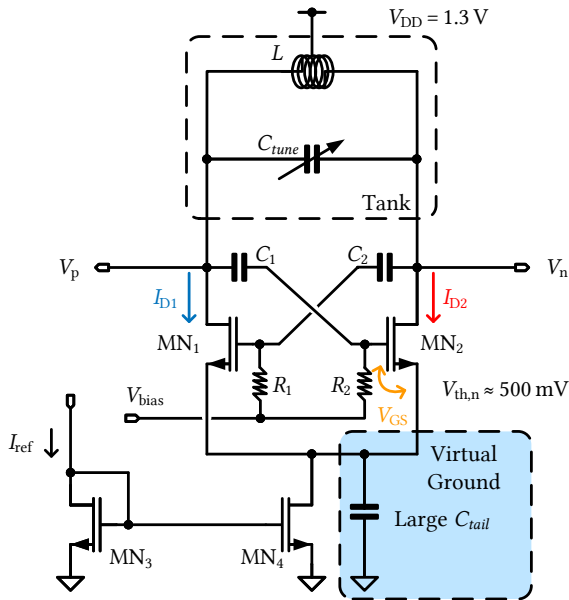 V_DD = 1.3 V
L
C_tune
Tank
C_1
C_2
V_p
V_n
I_D1
I_D2
MN_1
MN_2
R_1
R_2
V_bias
V_GS
V_th,n ≈ 500 mV
I_ref
Virtual
Ground
Large C_tail
MN_3
MN_4